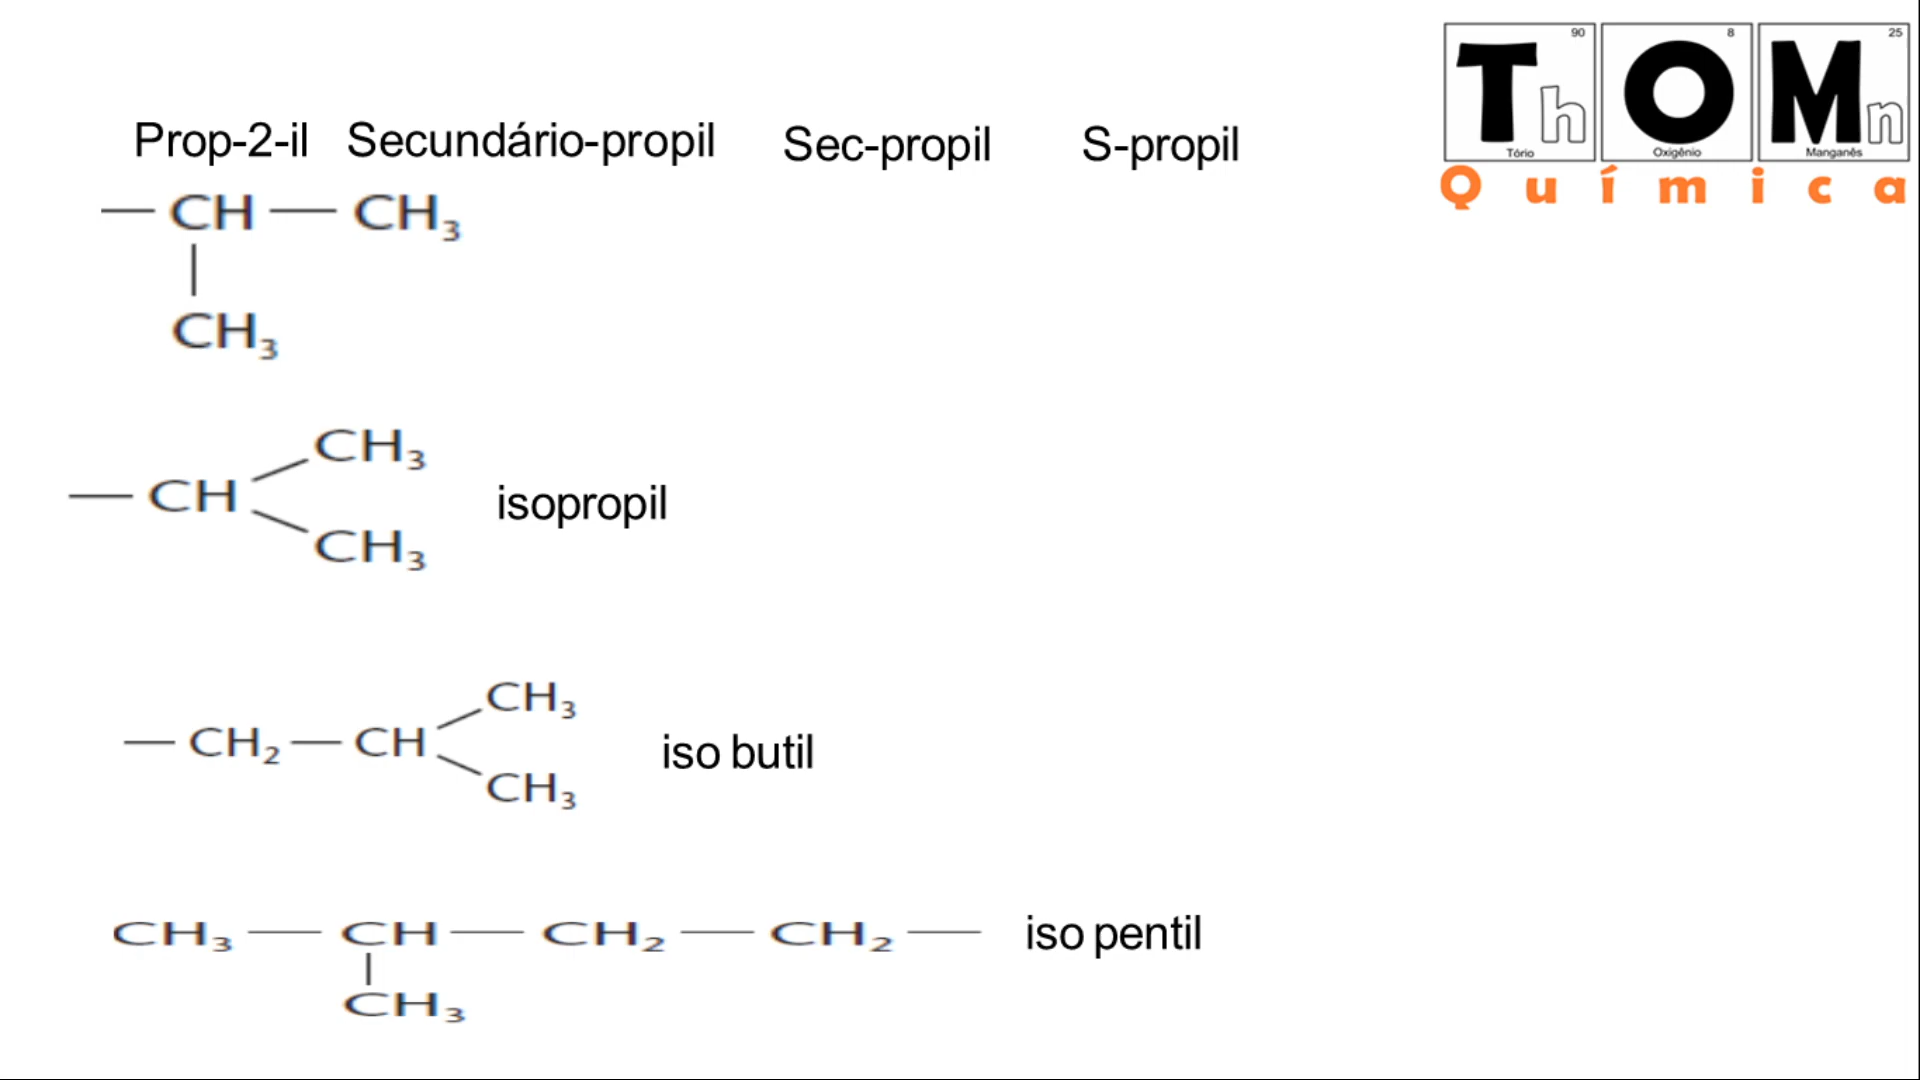 90 8 25
Th O Mn
Tório Oxigênio Manganês
Química
Prop-2-il Secundário-propil Sec-propil S-propil
— CH — CH₃
|
CH₃
CH₃
— CH
CH₃
isopropil
CH₃
— CH₂ — CH
CH₃
iso butil
CH₃ — CH — CH₂ — CH₂ — iso pentil
|
CH₃